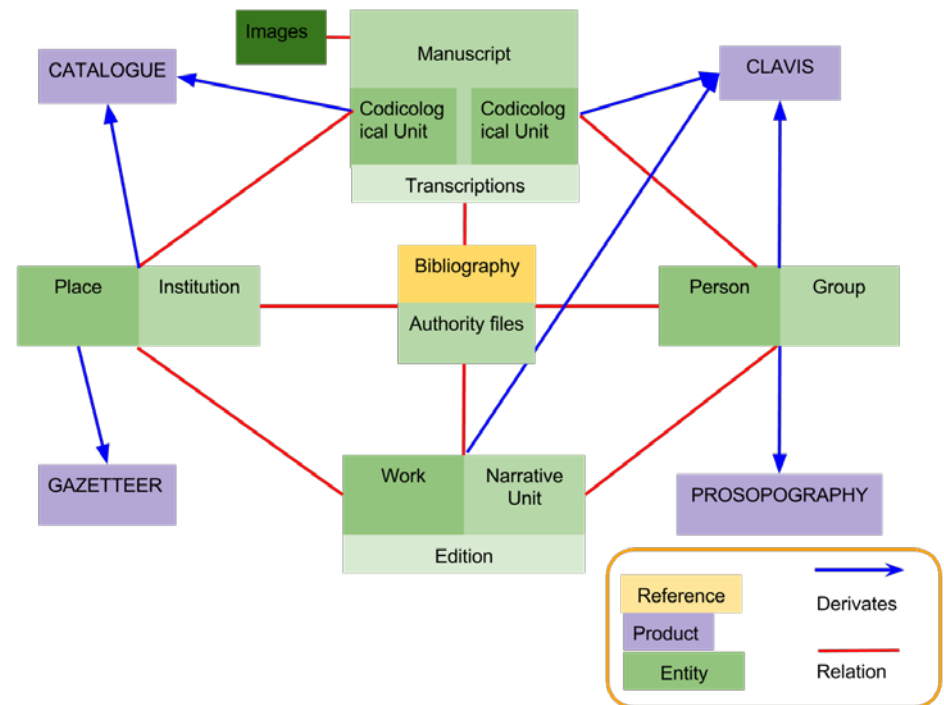 Images
Manuscript
CATALOGUE
CLAVIS
Codicolog
ical Unit
Codicolog
ical Unit
Transcriptions
Bibliography
Place
Institution
Person
Group
Authority files
Work
Narrative
Unit
GAZETTEER
PROSOPOGRAPHY
Edition
Reference
Derivates
Product
Entity
Relation